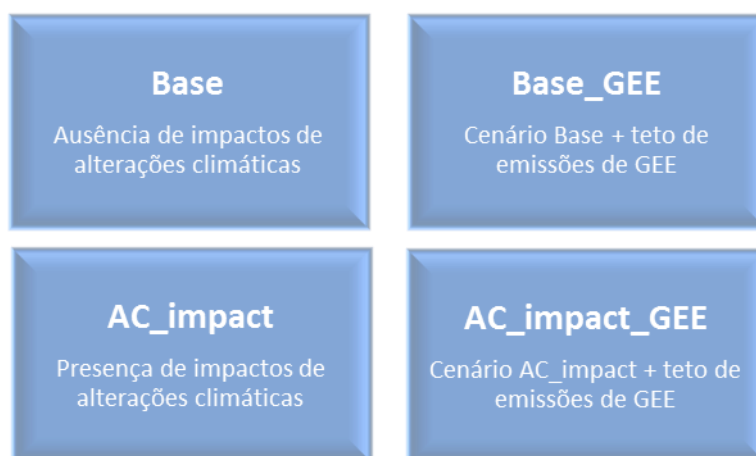 Base
Ausência de impactos de
alterações climáticas
Base_GEE
Cenário Base + teto de
emissões de GEE
AC_impact
Presença de impactos de
alterações climáticas
AC_impact_GEE
Cenário AC_impact + teto de
emissões de GEE